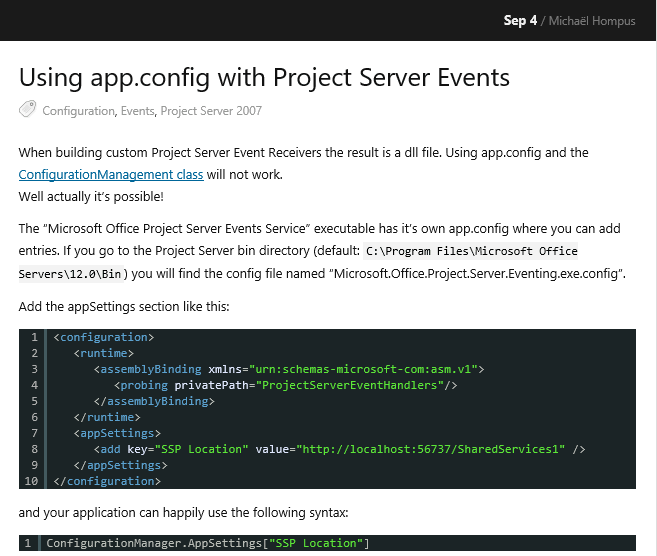 Sep 4 / Michaël Hompus
Using app.config with Project Server Events
Configuration, Events, Project Server 2007
When building custom Project Server Event Receivers the result is a dll file. Using app.config and the
ConfigurationManagement class will not work.
Well actually it's possible!
The “Microsoft Office Project Server Events Service” executable has it's own app.config where you can add
entries. If you go to the Project Server bin directory (default: C:\Program Files\Microsoft Office
Servers\12.0\Bin) you will find the config file named “Microsoft.Office.Project.Server.Eventing.exe.config”.
Add the appSettings section like this:
1 <configuration>
2 <runtime>
3 <assemblyBinding xmlns="urn:schemas-microsoft-com:asm.v1">
4 <probing privatePath="ProjectServerEventHandlers"/>
5 </assemblyBinding>
6 </runtime>
7 <appSettings>
8 <add key="SSP Location" value="http://localhost:56737/SharedServices1" />
9 </appSettings>
10 </configuration>
and your application can happily use the following syntax:
1 ConfigurationManager.AppSettings["SSP Location"]